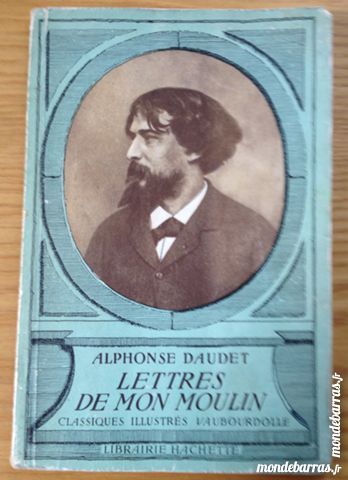 ALPHONSE DAUDET
LETTRES
DE MON MOULIN
CLASSIQUES ILLUSTRÉS VAUBOURDOLLE
LIBRAIRIE HACHETTE
mondebarras.fr
mondebarras.fr